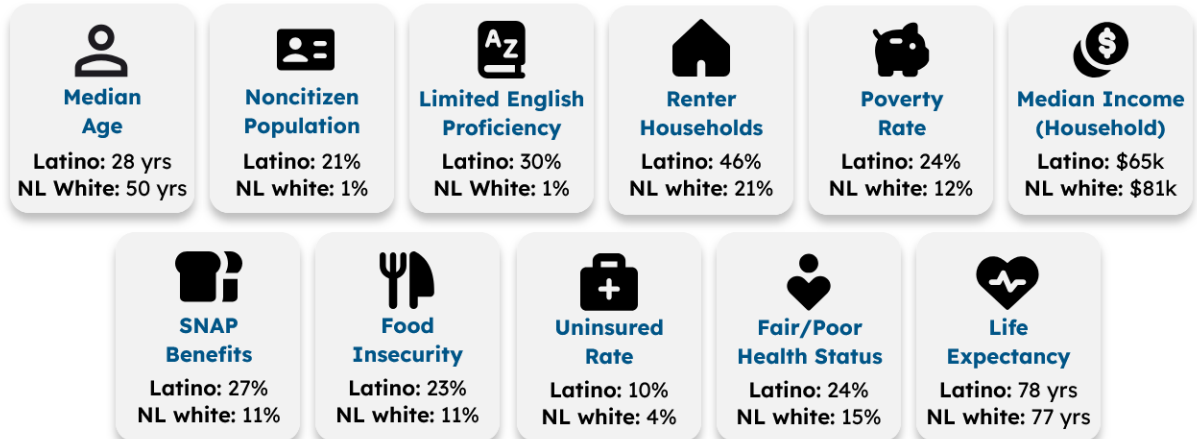 Median
Age
Latino: 28 yrs
NL White: 50 yrs
Noncitizen
Population
Latino: 21%
NL white: 1%
A Z
Limited English
Proficiency
Latino: 30%
NL White: 1%
Renter
Households
Latino: 46%
NL white: 21%
Poverty
Rate
Latino: 24%
NL white: 12%
$
Median Income
(Household)
Latino: $65k
NL white: $81k
SNAP
Benefits
Latino: 27%
NL white: 11%
Food
Insecurity
Latino: 23%
NL white: 11%
Uninsured
Rate
Latino: 10%
NL white: 4%
Fair/Poor
Health Status
Latino: 24%
NL white: 15%
Life
Expectancy
Latino: 78 yrs
NL white: 77 yrs